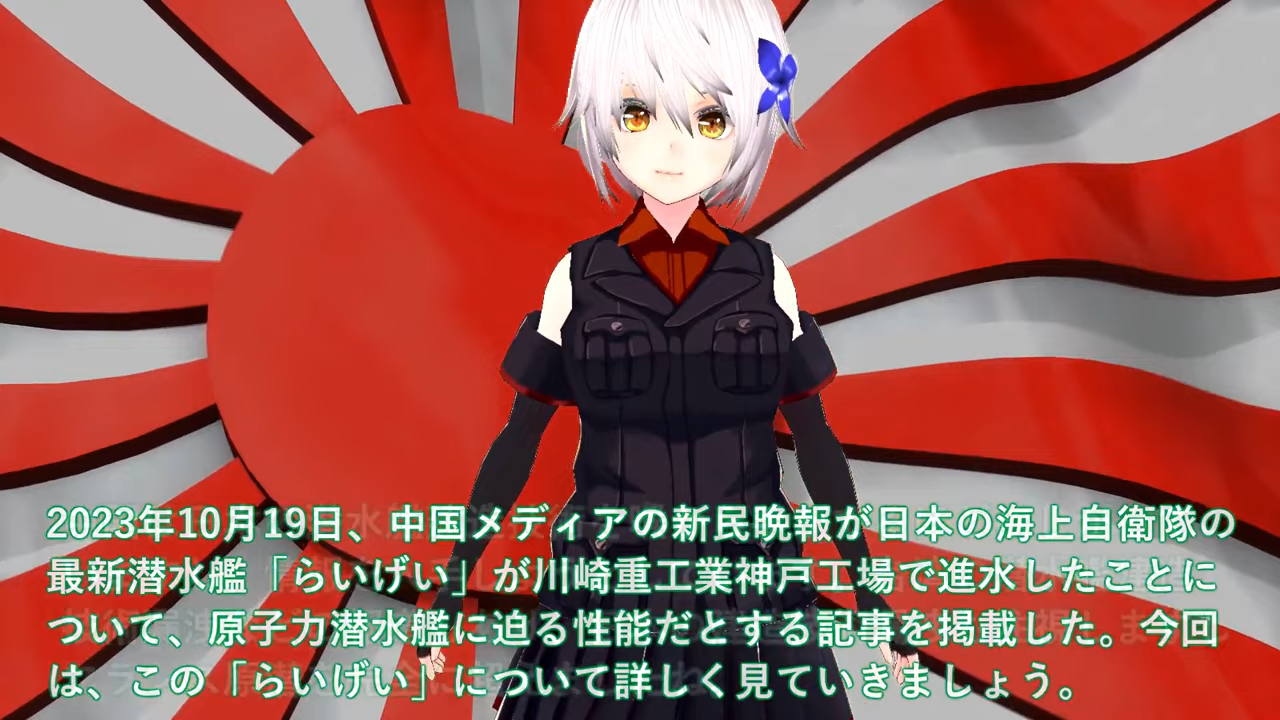 2023年10月19日、中国メディアの新民晩報が日本の海上自衛隊の
最新潜水艦「らいげい」が川崎重工業神戸工場で進水したことに
ついて、原子力潜水艦に迫る性能だとする記事を掲載した。今回
は、この「らいげい」について詳しく見ていきましょう。